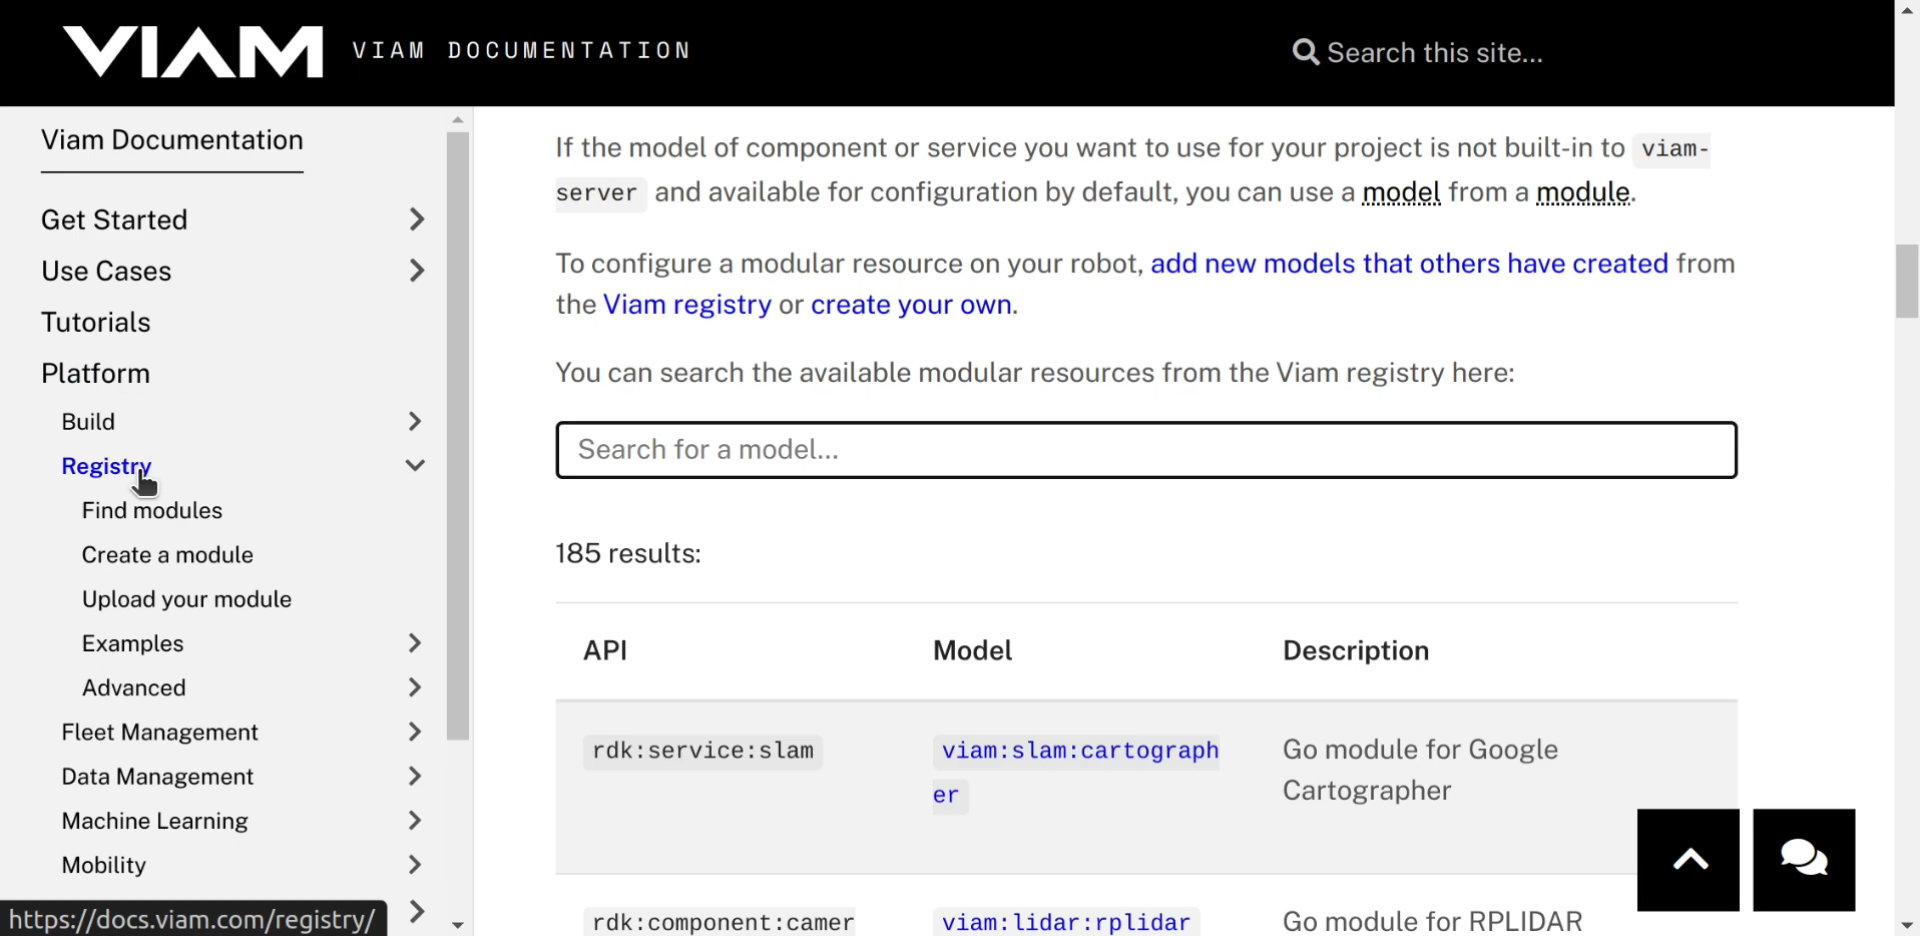 VIAM VIAM DOCUMENTATION
Search this site...
Viam Documentation
Get Started
Use Cases
Tutorials
Platform
Build
Registry
Find modules
Create a module
Upload your module
Examples
Advanced
Fleet Management
Data Management
Machine Learning
Mobility
https://docs.viam.com/registry/
If the model of component or service you want to use for your project is not built-in to viam-
server and available for configuration by default, you can use a model from a module.
To configure a modular resource on your robot, add new models that others have created from
the Viam registry or create your own.
You can search the available modular resources from the Viam registry here:
Search for a model...
185 results:
API Model Description
rdk:service:slam viam:slam:cartograph Go module for Google
er Cartographer
rdk:component:camer viam:lidar:rplidar Go module for RPLIDAR